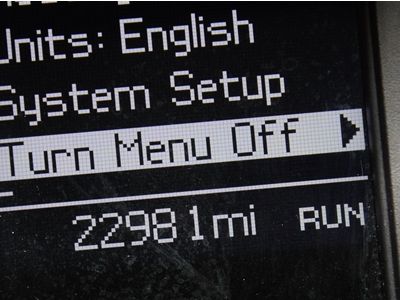 Units: English
System Setup
Turn Menu Off
22981mi RUN